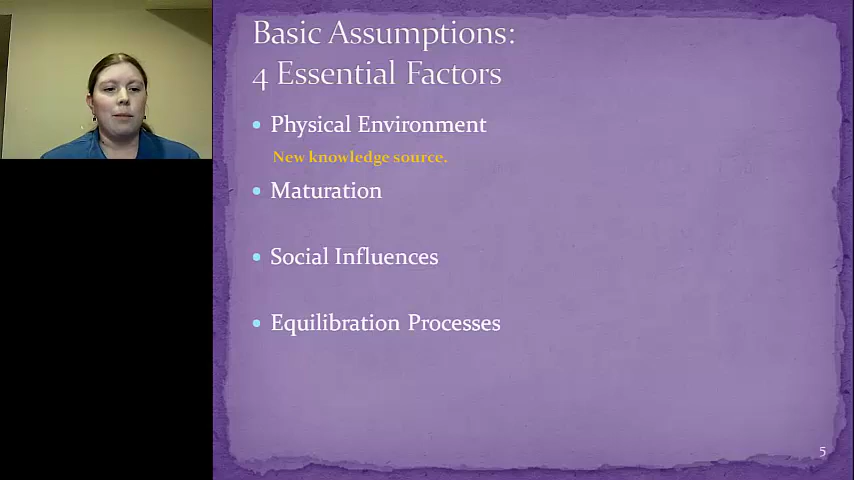 Basic Assumptions:
4 Essential Factors
• Physical Environment
New knowledge source.
• Maturation
• Social Influences
• Equilibration Processes
5